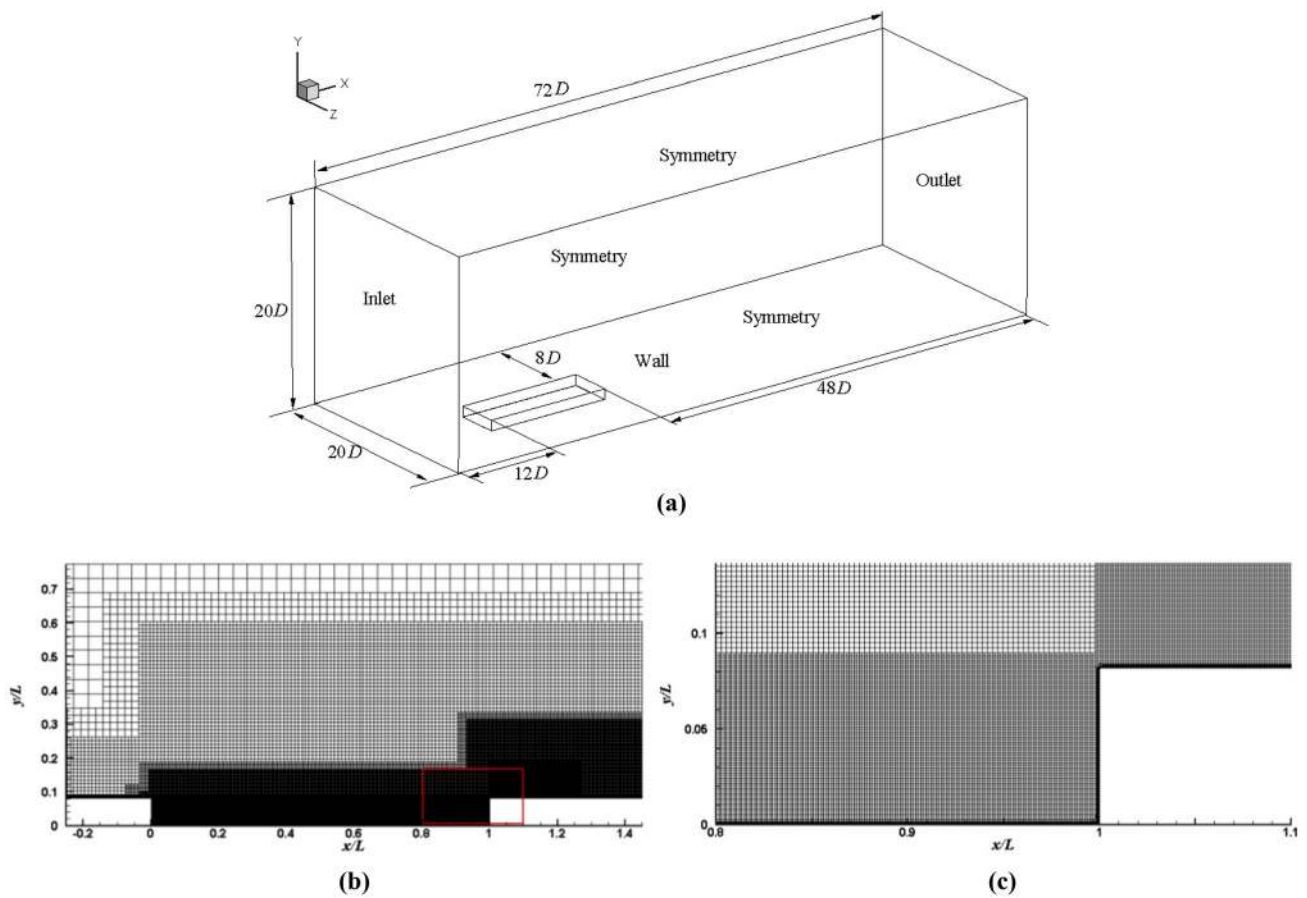 Y
X
Z
72D
Symmetry
Outlet
Symmetry
Inlet
20D
Symmetry
8D
Wall
48D
20D
12D
(a)
0.7
0.6
0.5
0.4
0.3
0.2
0.1
0
y/L
-0.2 0 0.2 0.4 0.6 0.8 1 1.2 1.4
x/L
(b)
0.1
0.05
0
y/L
0.8 0.9 1 1.1
x/L
(c)